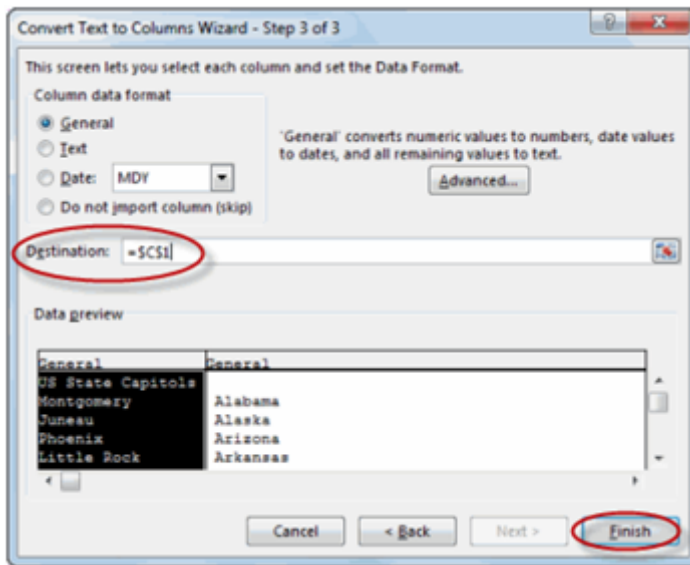 Convert Text to Columns Wizard - Step 3 of 3
This screen lets you select each column and set the Data Format.
Column data format
General
Text
Date: MDY
Do not import column (skip)
'General' converts numeric values to numbers, date values
to dates, and all remaining values to text.
Advanced...
Destination: =$C$1
Data preview
General General
US State Capitols
Montgomery Alabama
Juneau Alaska
Phoenix Arizona
Little Rock Arkansas
Cancel < Back Next > Finish